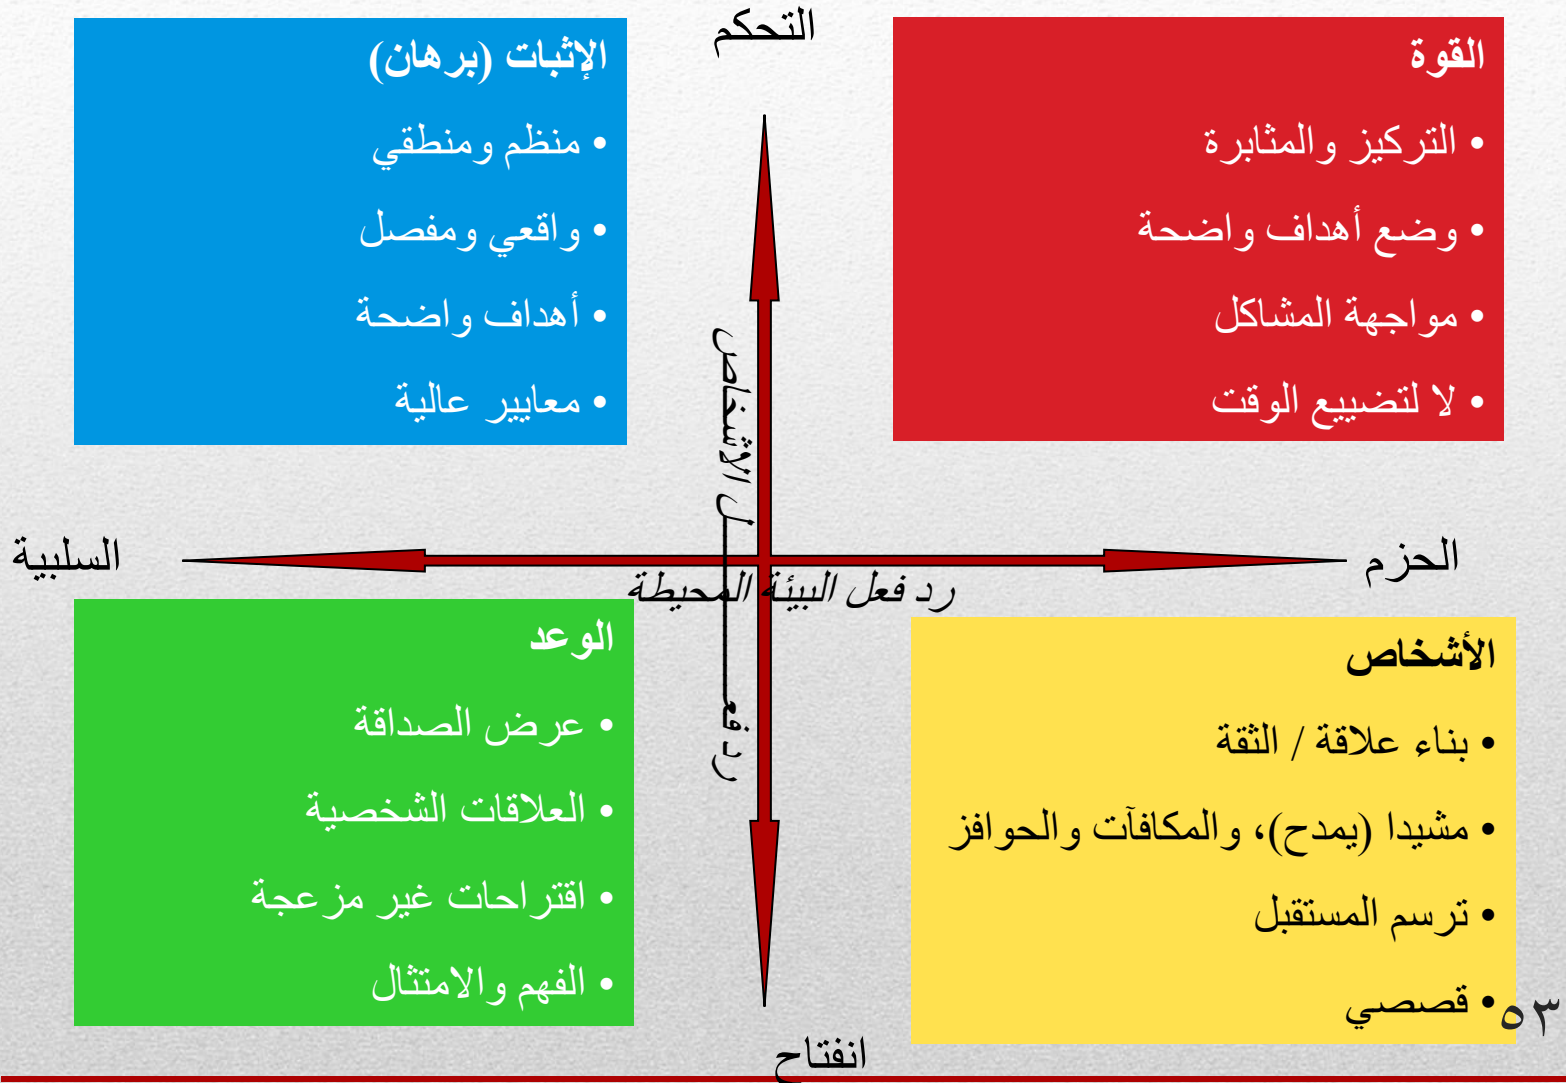 التحكم
القوة
• التركيز والمثابرة
• وضع أهداف واضحة
• مواجهة المشاكل
• لا لتضييع الوقت
الإثبات (برهان)
• منظم ومنطقي
• واقعي ومفصل
• أهداف واضحة
• معايير عالية
رد فعــــــــــــل الأشخاص
الحزم
السلبية
رد فعل البيئة المحيطة
الأشخاص
• بناء علاقة / الثقة
• مشيدا (يمدح)، والمكافآت والحوافز
• ترسم المستقبل
• قصصي
الوعد
• عرض الصداقة
• العلاقات الشخصية
• اقتراحات غير مزعجة
• الفهم والامتثال
انفتاح
٥٣